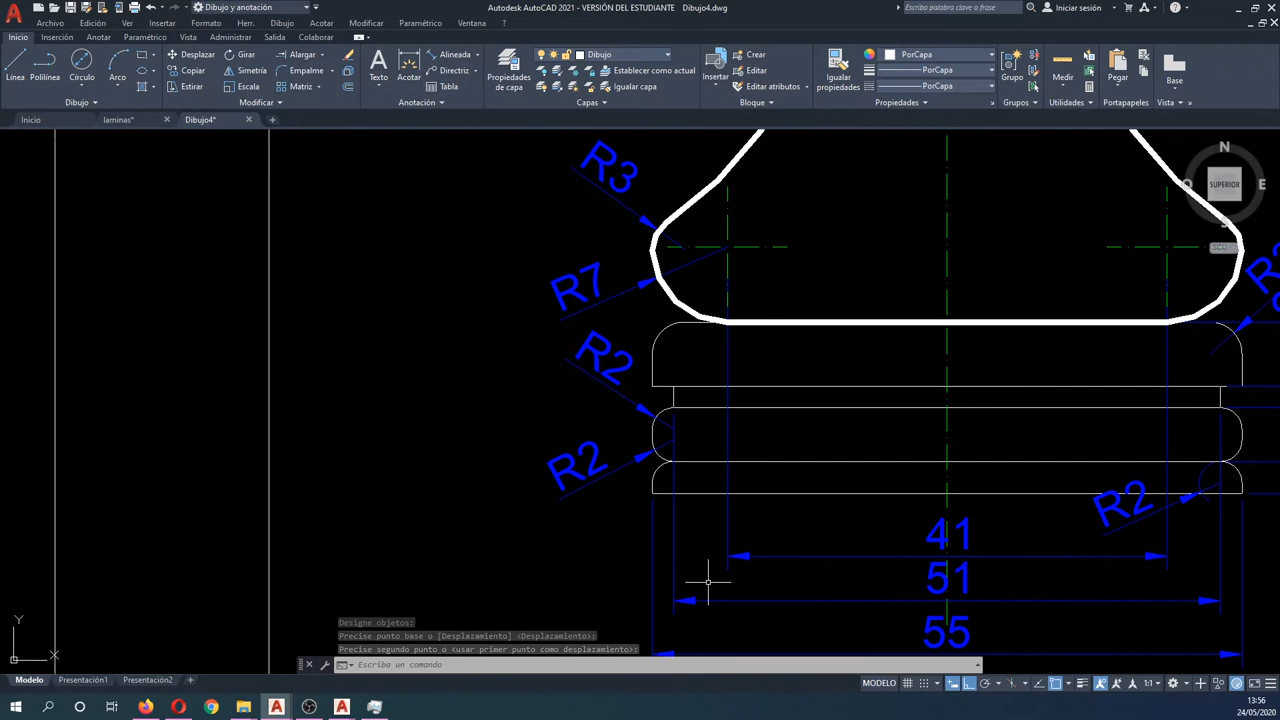 Dibujo y anotación
Autodesk AutoCAD 2021 - VERSIÓN DEL ESTUDIANTE Dibujo4.dwg
Escriba palabra clave o frase
Iniciar sesión
Archivo Edición Ver Insertar Formato Herr. Dibujo Acotar Modificar Paramétrico Ventana ?
Inicio Inserción Anotar Paramétrico Vista Administrar Salida Colaborar
Línea Polilínea Círculo Arco
Desplazar Girar Alargar
Copiar Simetría Empalme
Estirar Escala Matriz
Texto Acotar
Alineada
Directriz
Tabla
Propiedades de capa
Dibujo
Establecer como actual
Igualar capa
Insertar
Crear
Editar
Editar atributos
Igualar propiedades
PorCapa
PorCapa
PorCapa
Grupo
Medir
Pegar
Base
Dibujo Modificar Anotación Capas Bloque Propiedades Grupos Utilidades Portapapeles Vista
Inicio laminas* Dibujo4*
N
O SUPERIOR E
S
R3
R7
R2
R2
R2
41
51
55
Y
X
Designe objetos:
Precise punto base o [Desplazamiento] <Desplazamiento>:
Precise segundo punto o <usar primer punto como desplazamiento>:
Escriba un comando
Modelo Presentación1 Presentación2 +
MODELO
1:1
13:56
24/05/2020